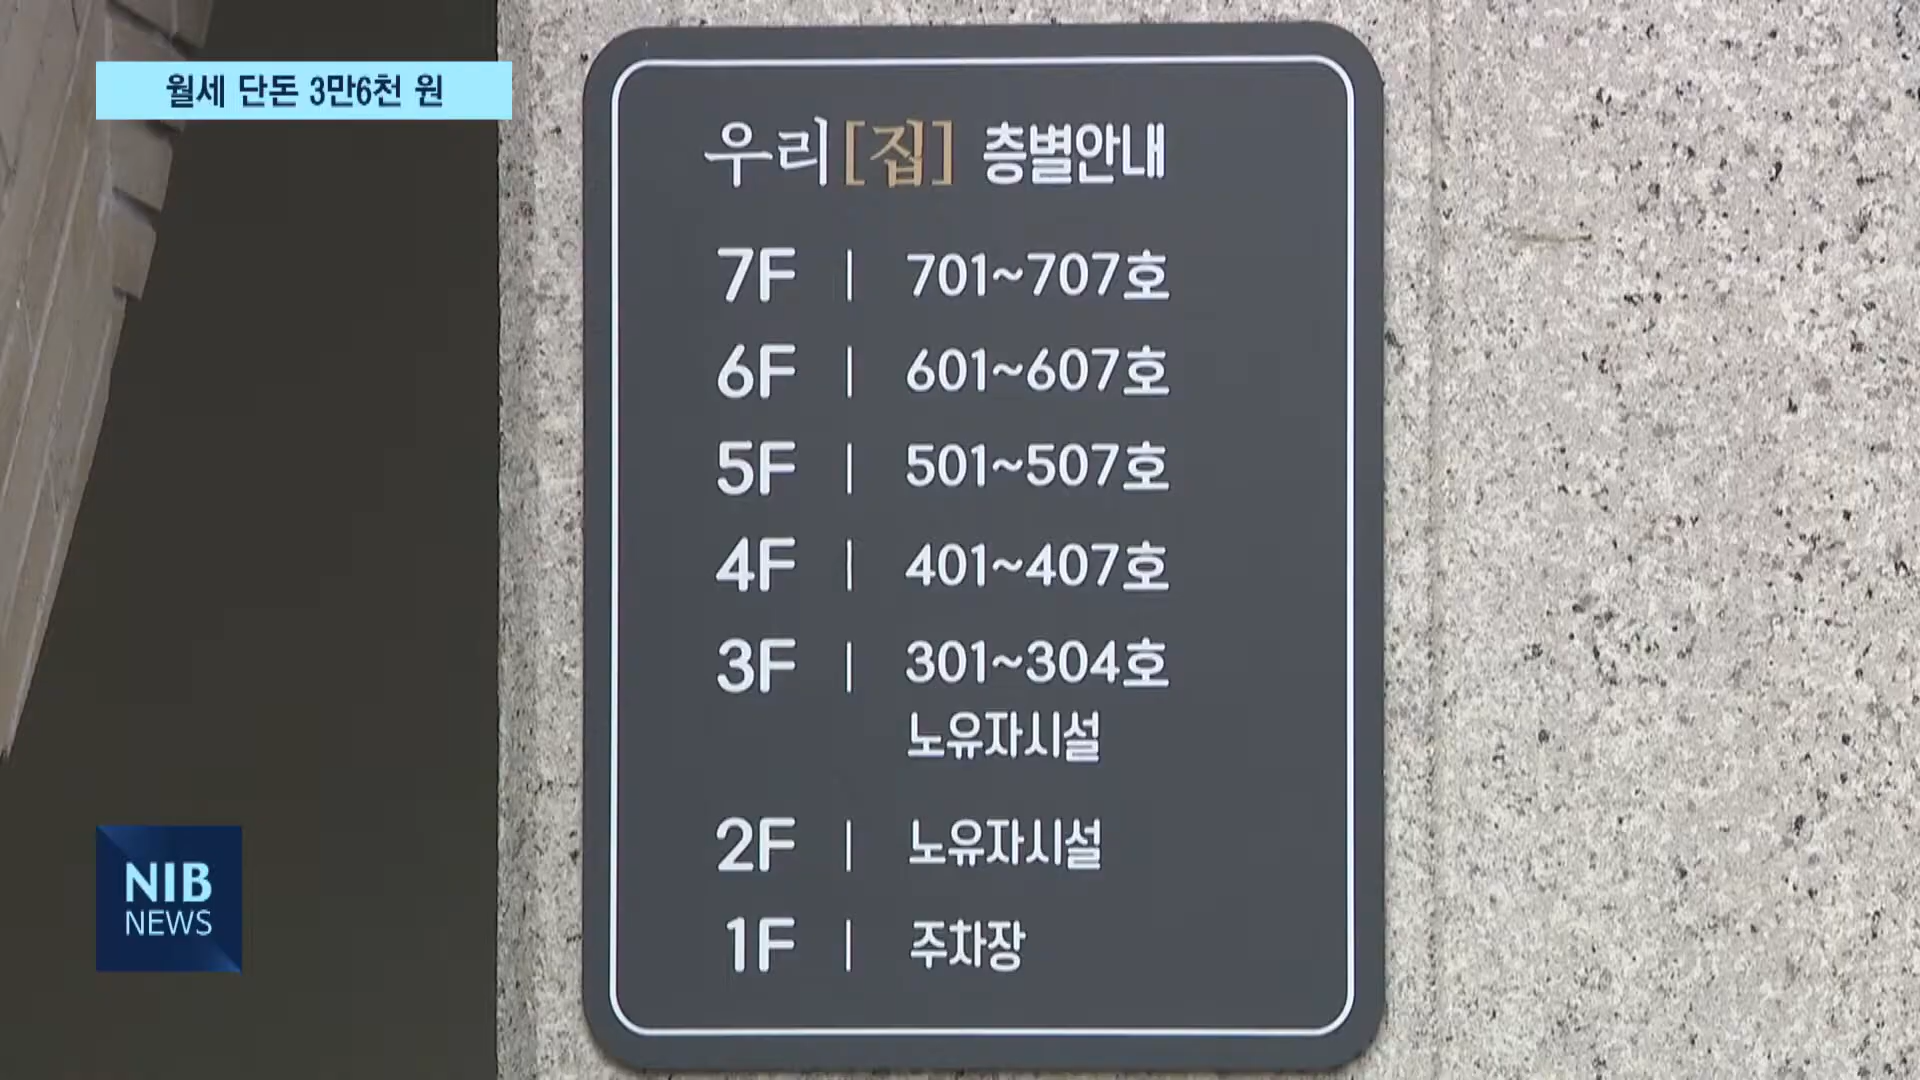 월세 단돈 3만6천 원
우리[집] 층별안내
7F | 701~707호
6F | 601~607호
5F | 501~507호
4F | 401~407호
3F | 301~304호
노유자시설
2F | 노유자시설
1F | 주차장
NIB
NEWS